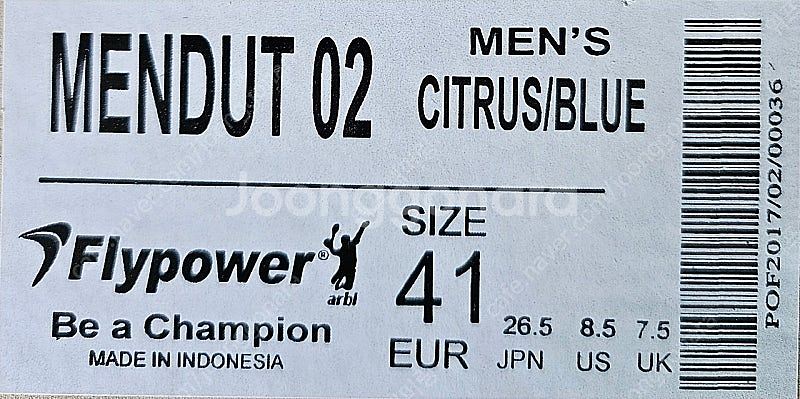 MENDUT 02
MEN'S
CITRUS/BLUE
Joongonara
Flypower®
arbl
Be a Champion
MADE IN INDONESIA
SIZE
41
EUR
26.5 8.5 7.5
JPN US UK
POF2017/02/00036